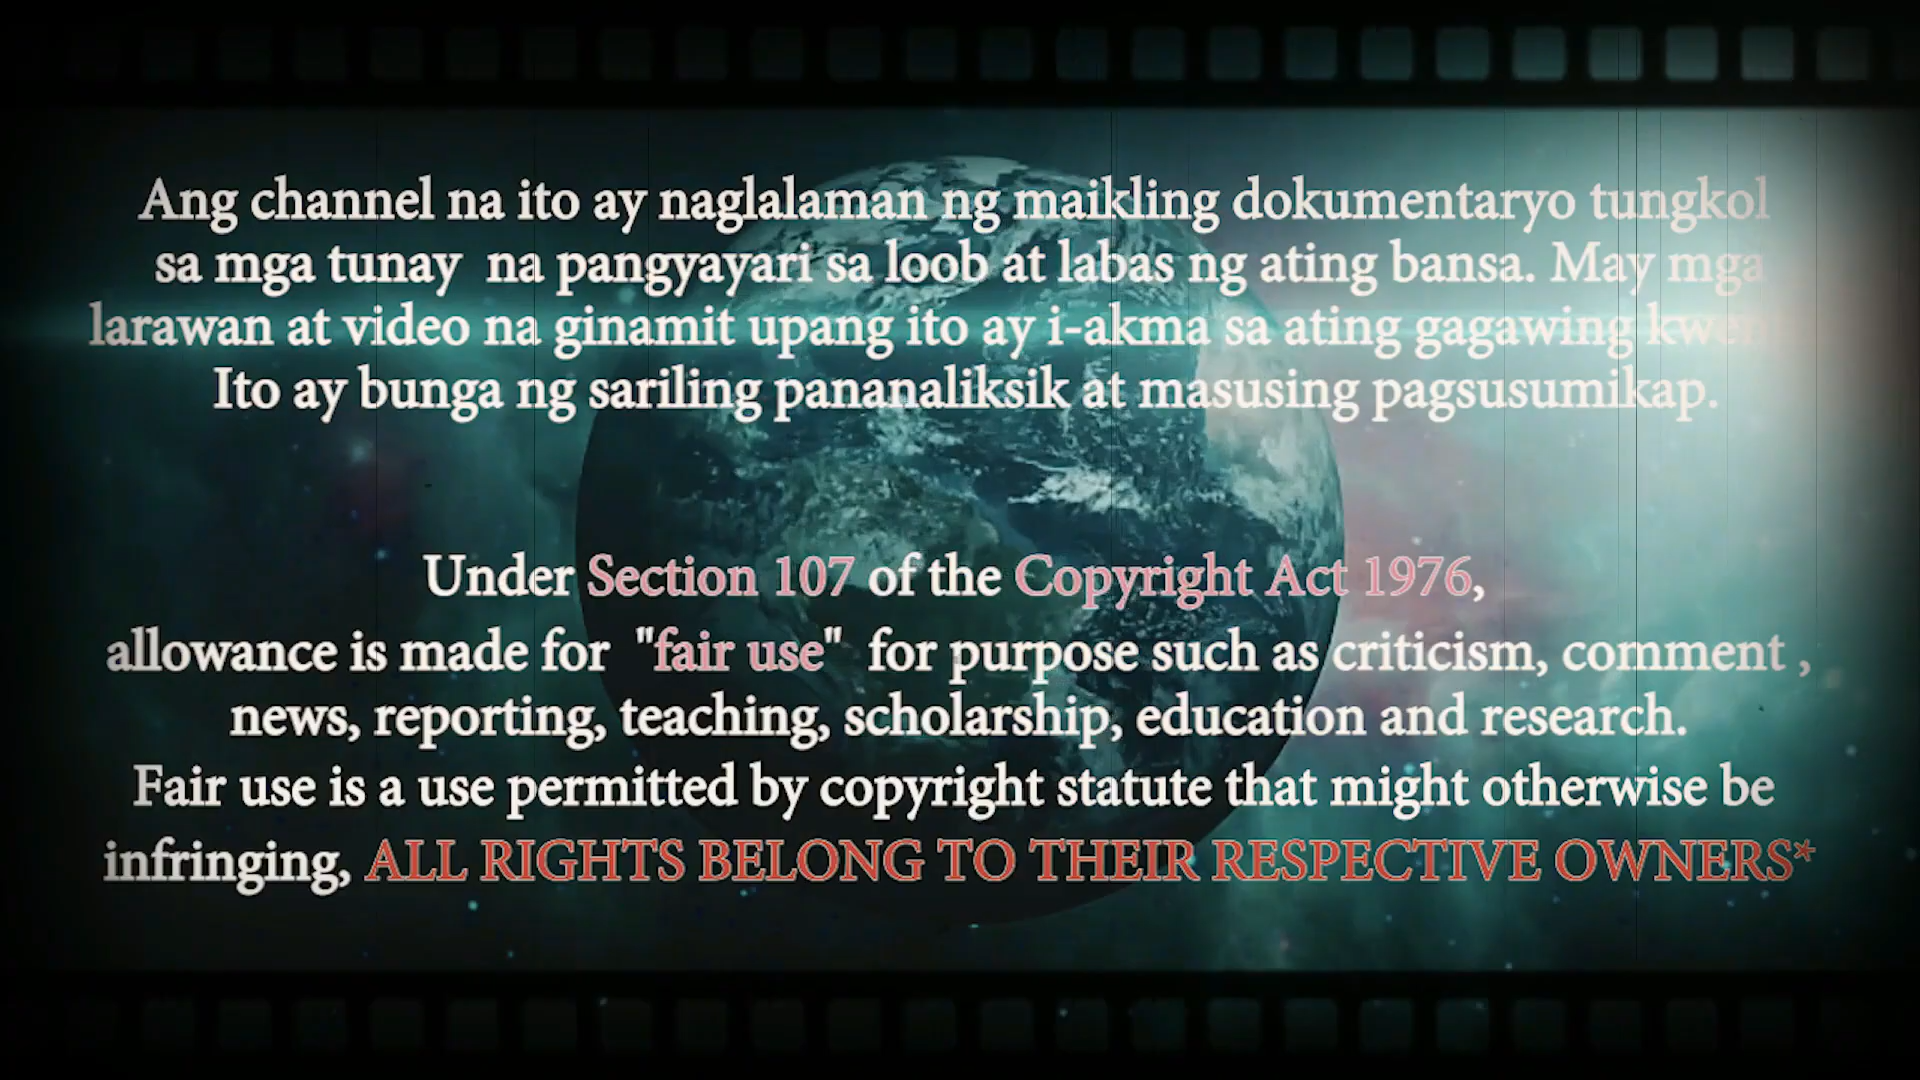 Ang channel na ito ay naglalaman ng maikling dokumentaryo tungkol
sa mga tunay na pangyayari sa loob at labas ng ating bansa. May mga
larawan at video na ginamit upang ito ay i-akma sa ating gagawing
Ito ay bunga ng sariling pananaliksik at masusing pagsusumikap.
Under Section 107 of the Copyright Act 1976,
allowance is made for "fair use" for purpose such as criticism, comment ,
news, reporting, teaching, scholarship, education and research.
Fair use is a use permitted by copyright statute that might otherwise be
infringing, ALL RIGHTS BELONG TO THEIR RESPECTIVE OWNERS*